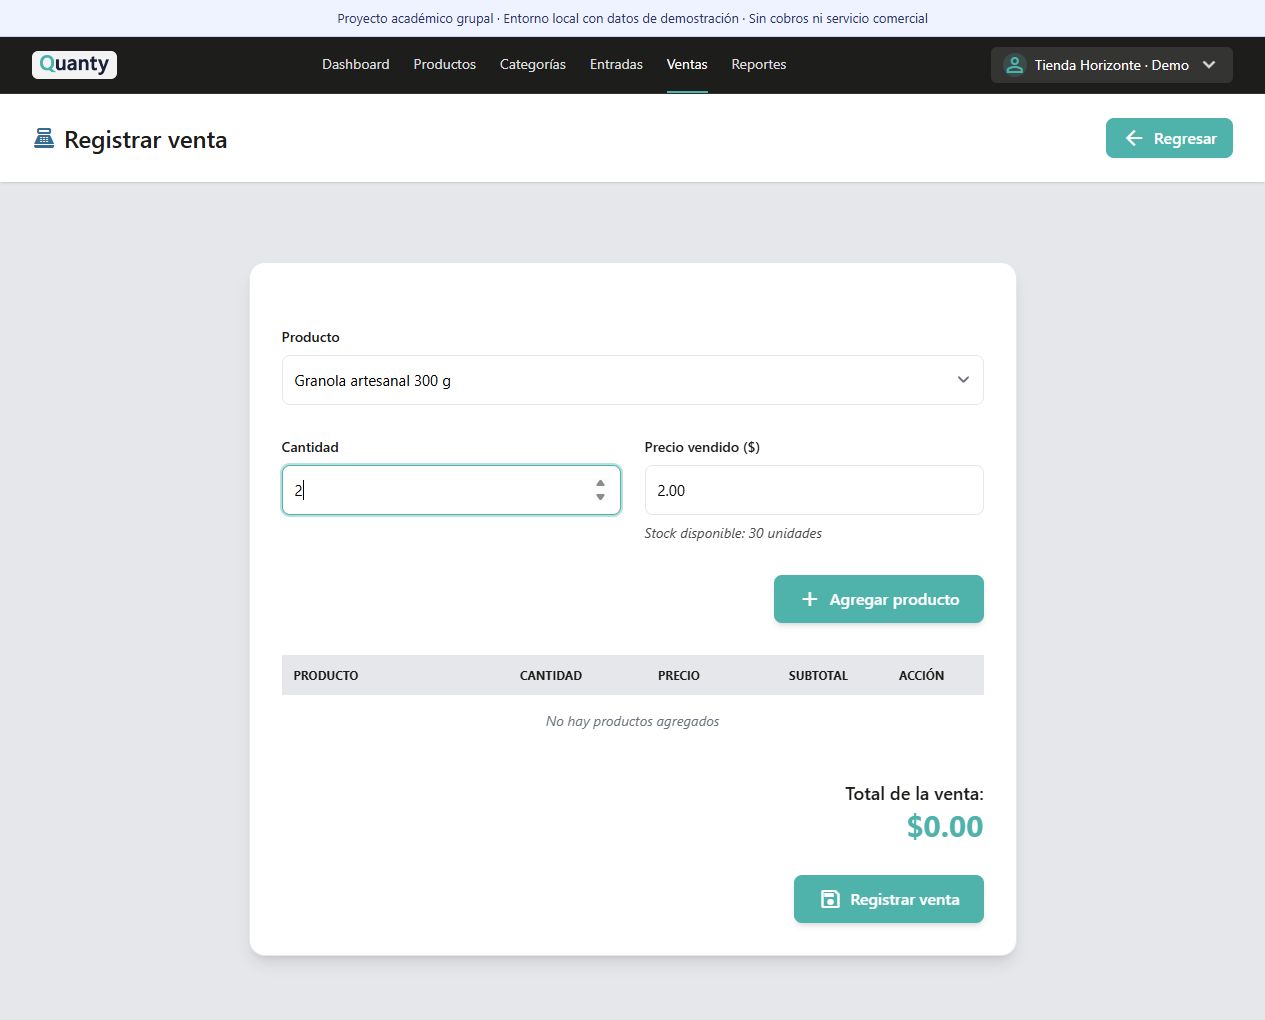 Proyecto académico grupal · Entorno local con datos de demostración · Sin cobros ni servicio comercial
Quanty
Dashboard
Productos
Categorías
Entradas
Ventas
Reportes
Tienda Horizonte · Demo
Registrar venta
Regresar
Producto
Granola artesanal 300 g
Cantidad
Precio vendido ($)
2
2.00
Stock disponible: 30 unidades
Agregar producto
PRODUCTO
CANTIDAD
PRECIO
SUBTOTAL
ACCIÓN
No hay productos agregados
Total de la venta:
$0.00
Registrar venta